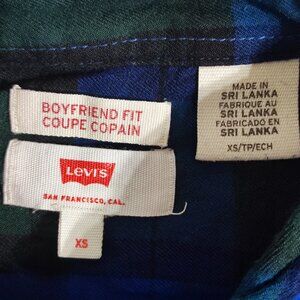 BOYFRIEND FIT
COUPE COPAIN
Levi's
SAN FRANCISCO, CAL.
XS
MADE IN
SRI LANKA
FABRIQUE AU
SRI LANKA
FABRICADO EN
SRI LANKA
XS/TP/ECH